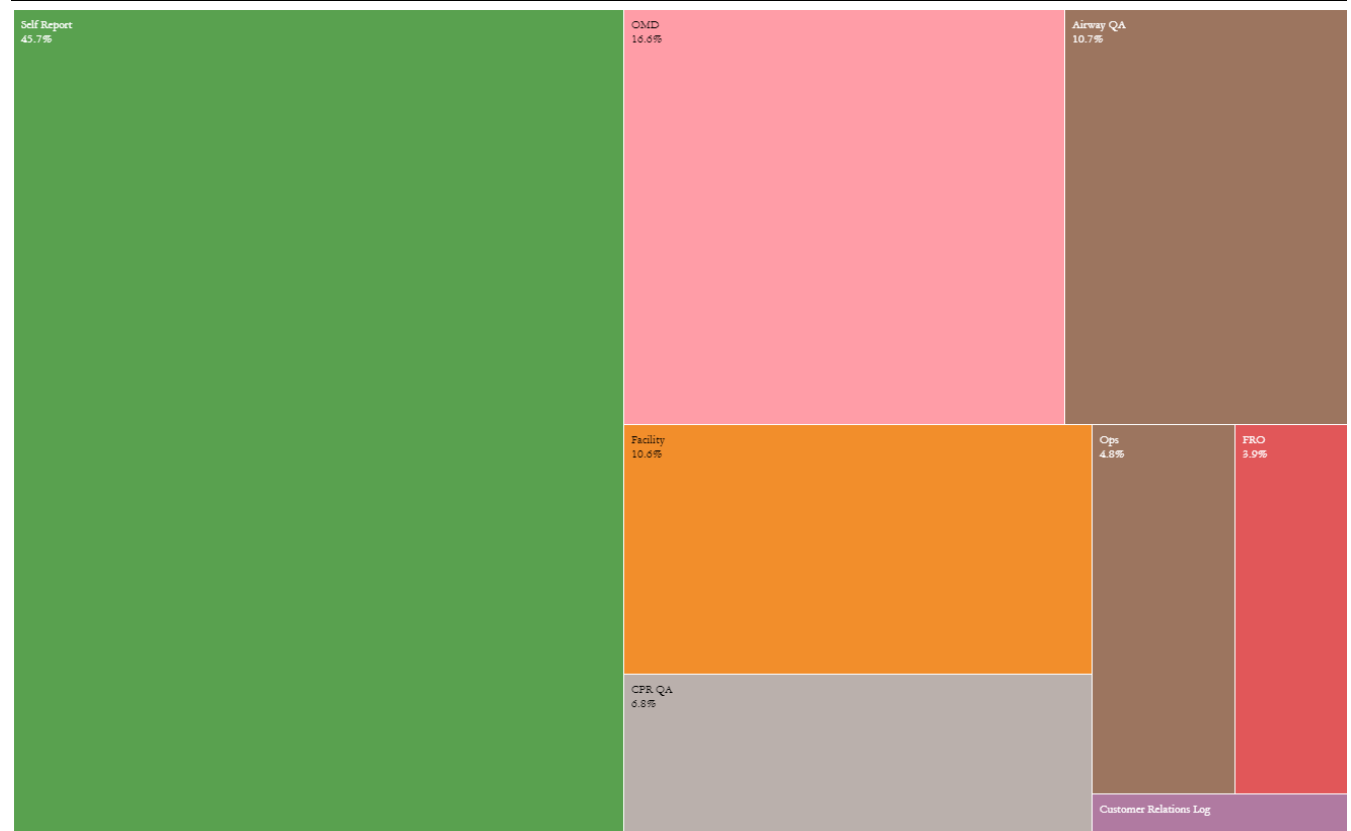 Self Report
45.7%
OMD
16.6%
Airway QA
10.7%
Facility
10.6%
CPR QA
6.8%
Ops
4.8%
FRO
3.9%
Customer Relations Log